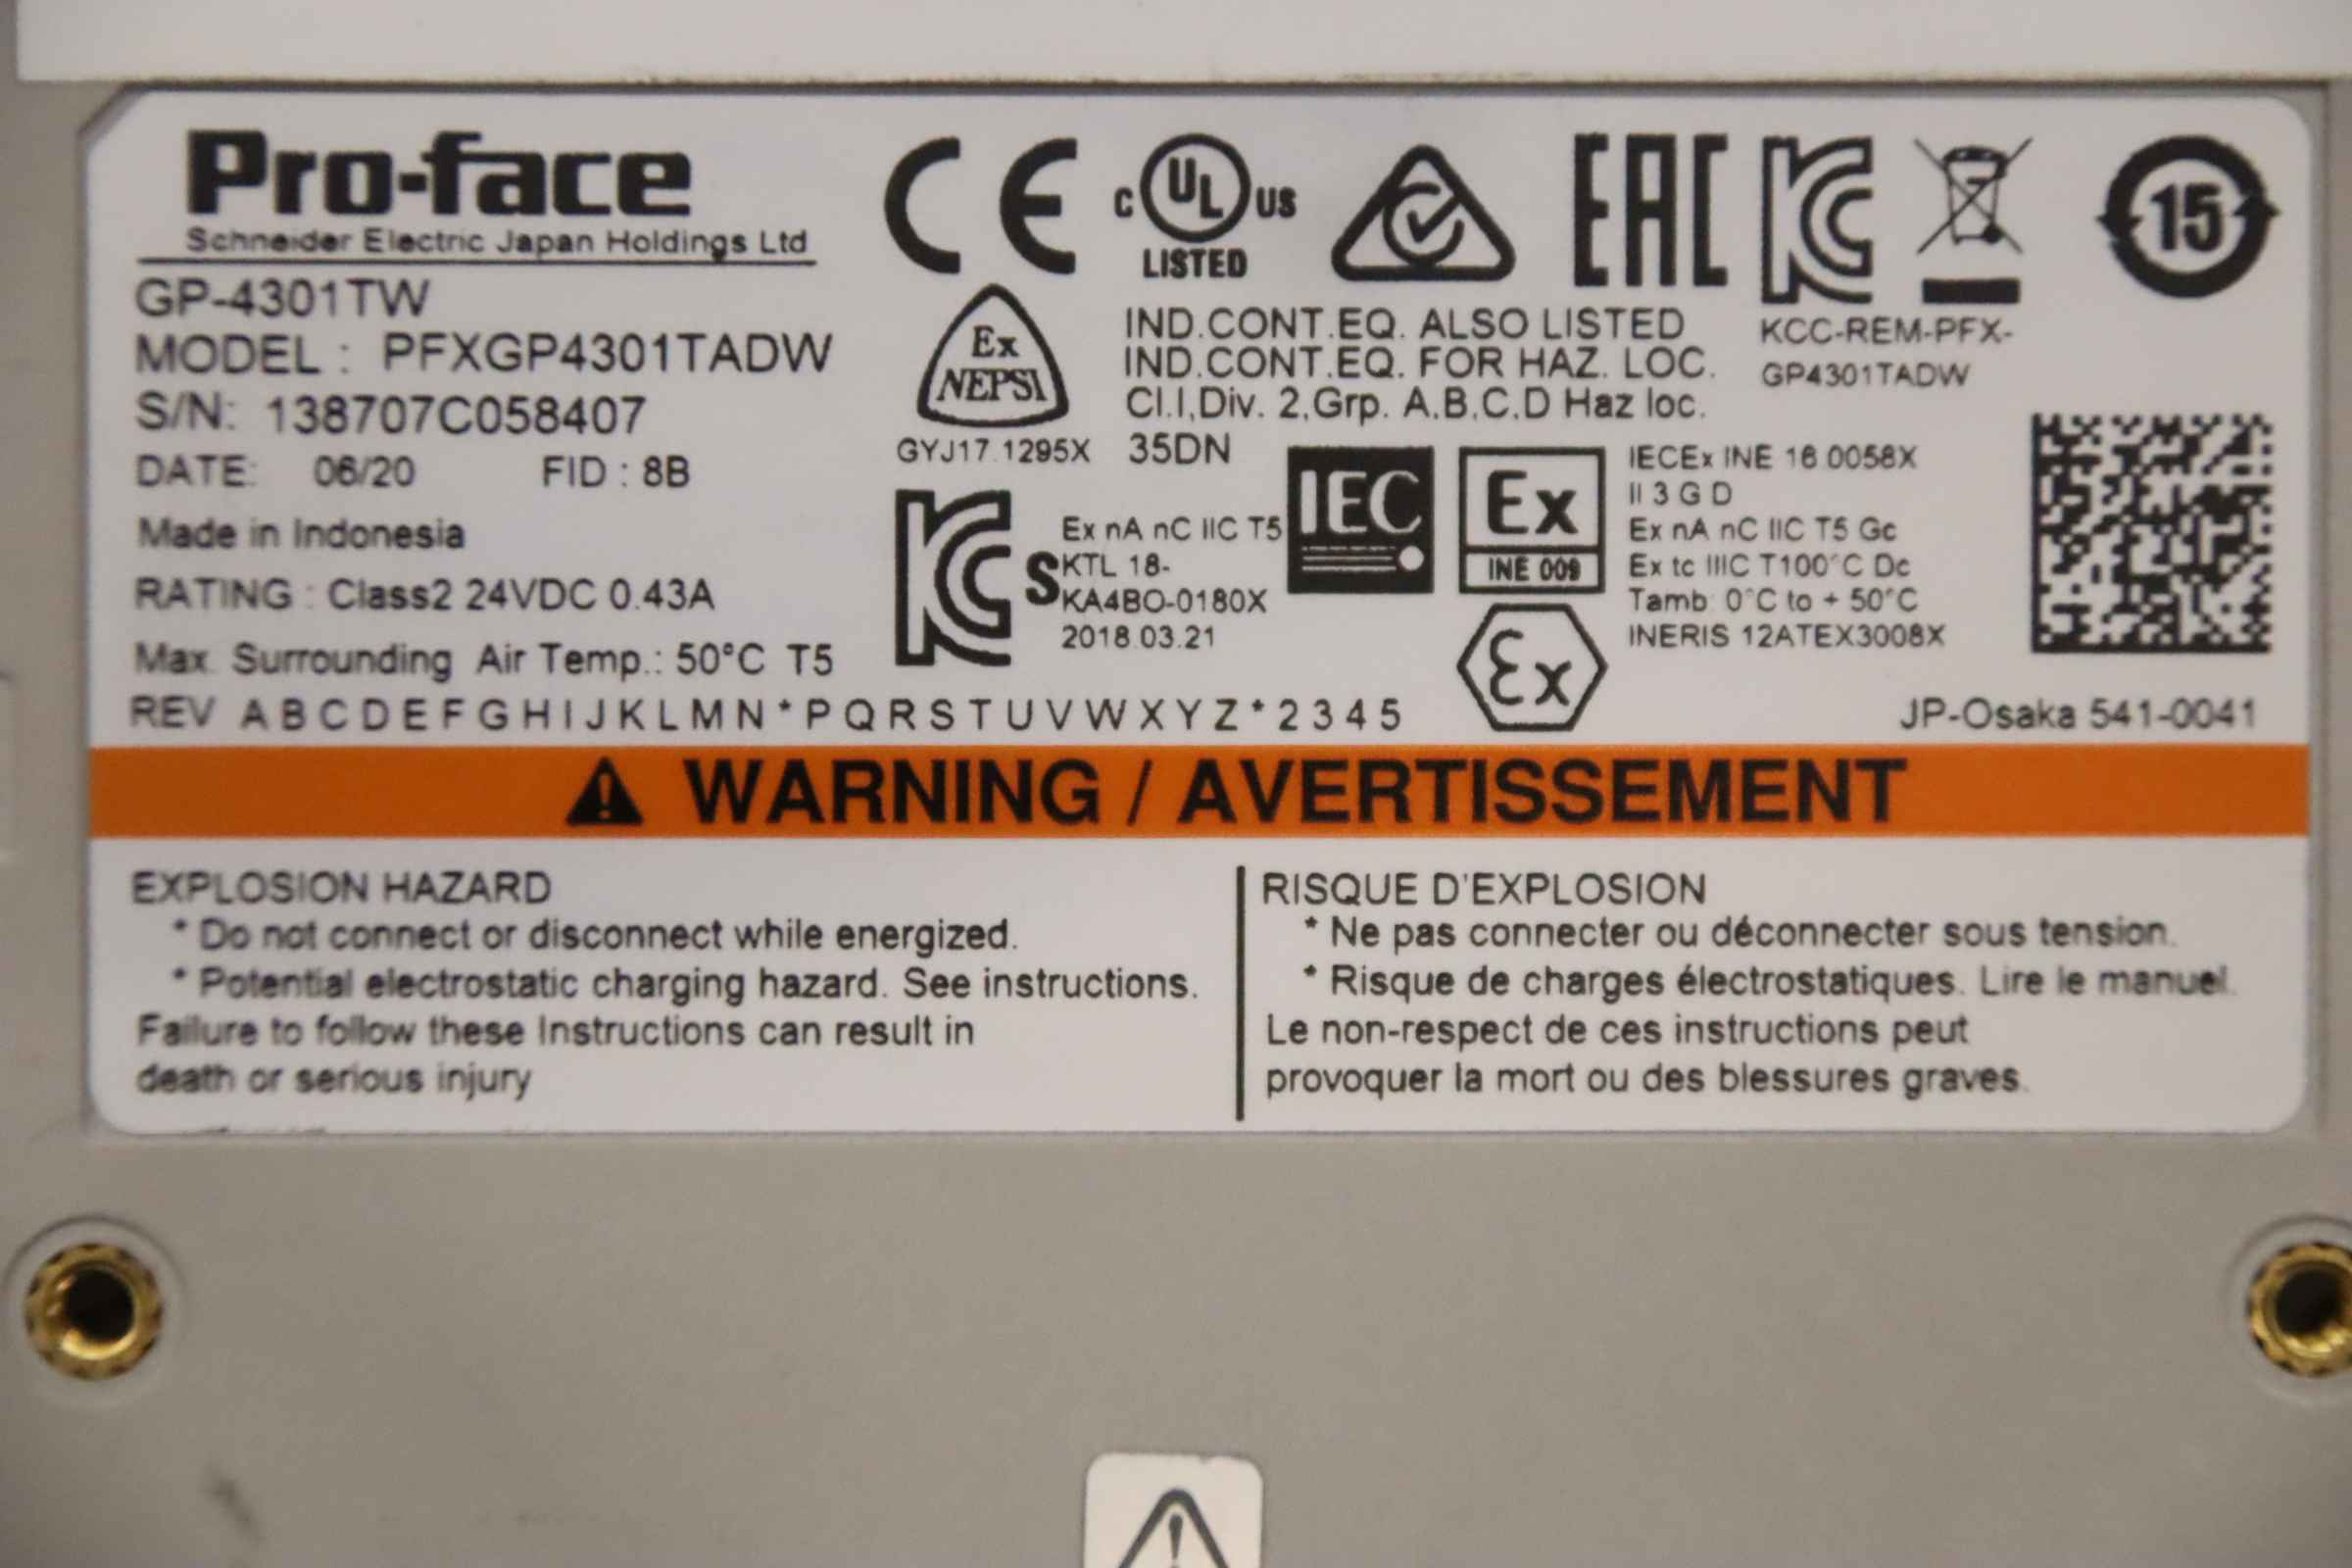 Pro-face
Schneider Electric Japan Holdings Ltd
GP-4301TW
MODEL : PFXGP4301TADW
S/N: 138707C058407
DATE: 06/20 FID : 8B
Made in Indonesia
RATING : Class2 24VDC 0.43A
Max. Surrounding Air Temp.: 50°C T5
REV A B C D E F G H I J K L M N * P Q R S T U V W X Y Z * 2 3 4 5
CE
C UL US
LISTED
EAC
KC
15
Ex
NEPSI
GYJ17.1295X
IND.CONT.EQ. ALSO LISTED
IND.CONT.EQ. FOR HAZ. LOC.
Cl.I,Div. 2,Grp. A,B,C,D Haz loc.
35DN
KCC-REM-PFX-
GP4301TADW
KCs
Ex nA nC IIC T5
KTL 18-
KA4BO-0180X
2018.03.21
IEC
Ex
INE 009
Ex
IECEx INE 16.0058X
II 3 G D
Ex nA nC IIC T5 Gc
Ex tc IIIC T100°C Dc
Tamb: 0°C to + 50°C
INERIS 12ATEX3008X
JP-Osaka 541-0041
WARNING / AVERTISSEMENT
EXPLOSION HAZARD
* Do not connect or disconnect while energized.
* Potential electrostatic charging hazard. See instructions.
Failure to follow these Instructions can result in
death or serious injury
RISQUE D'EXPLOSION
* Ne pas connecter ou déconnecter sous tension.
* Risque de charges électrostatiques. Lire le manuel.
Le non-respect de ces instructions peut
provoquer la mort ou des blessures graves.